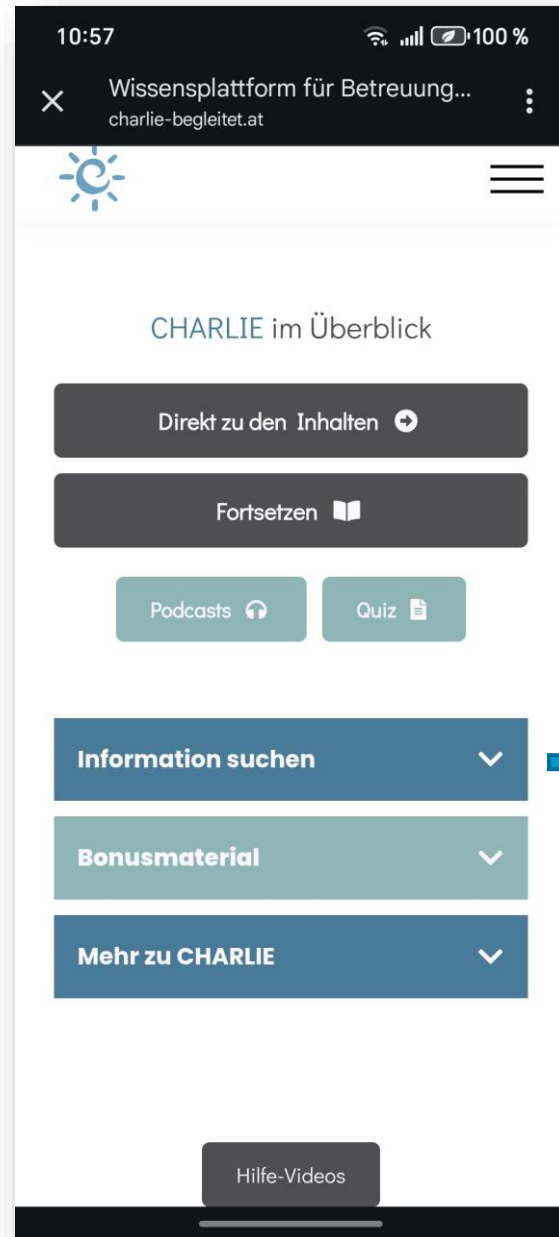 10:57 100 %
Wissensplattform für Betreuung...
charlie-begleitet.at
CHARLIE im Überblick
Direkt zu den Inhalten
Fortsetzen
Podcasts Quiz
Information suchen
Bonusmaterial
Mehr zu CHARLIE
Hilfe-Videos